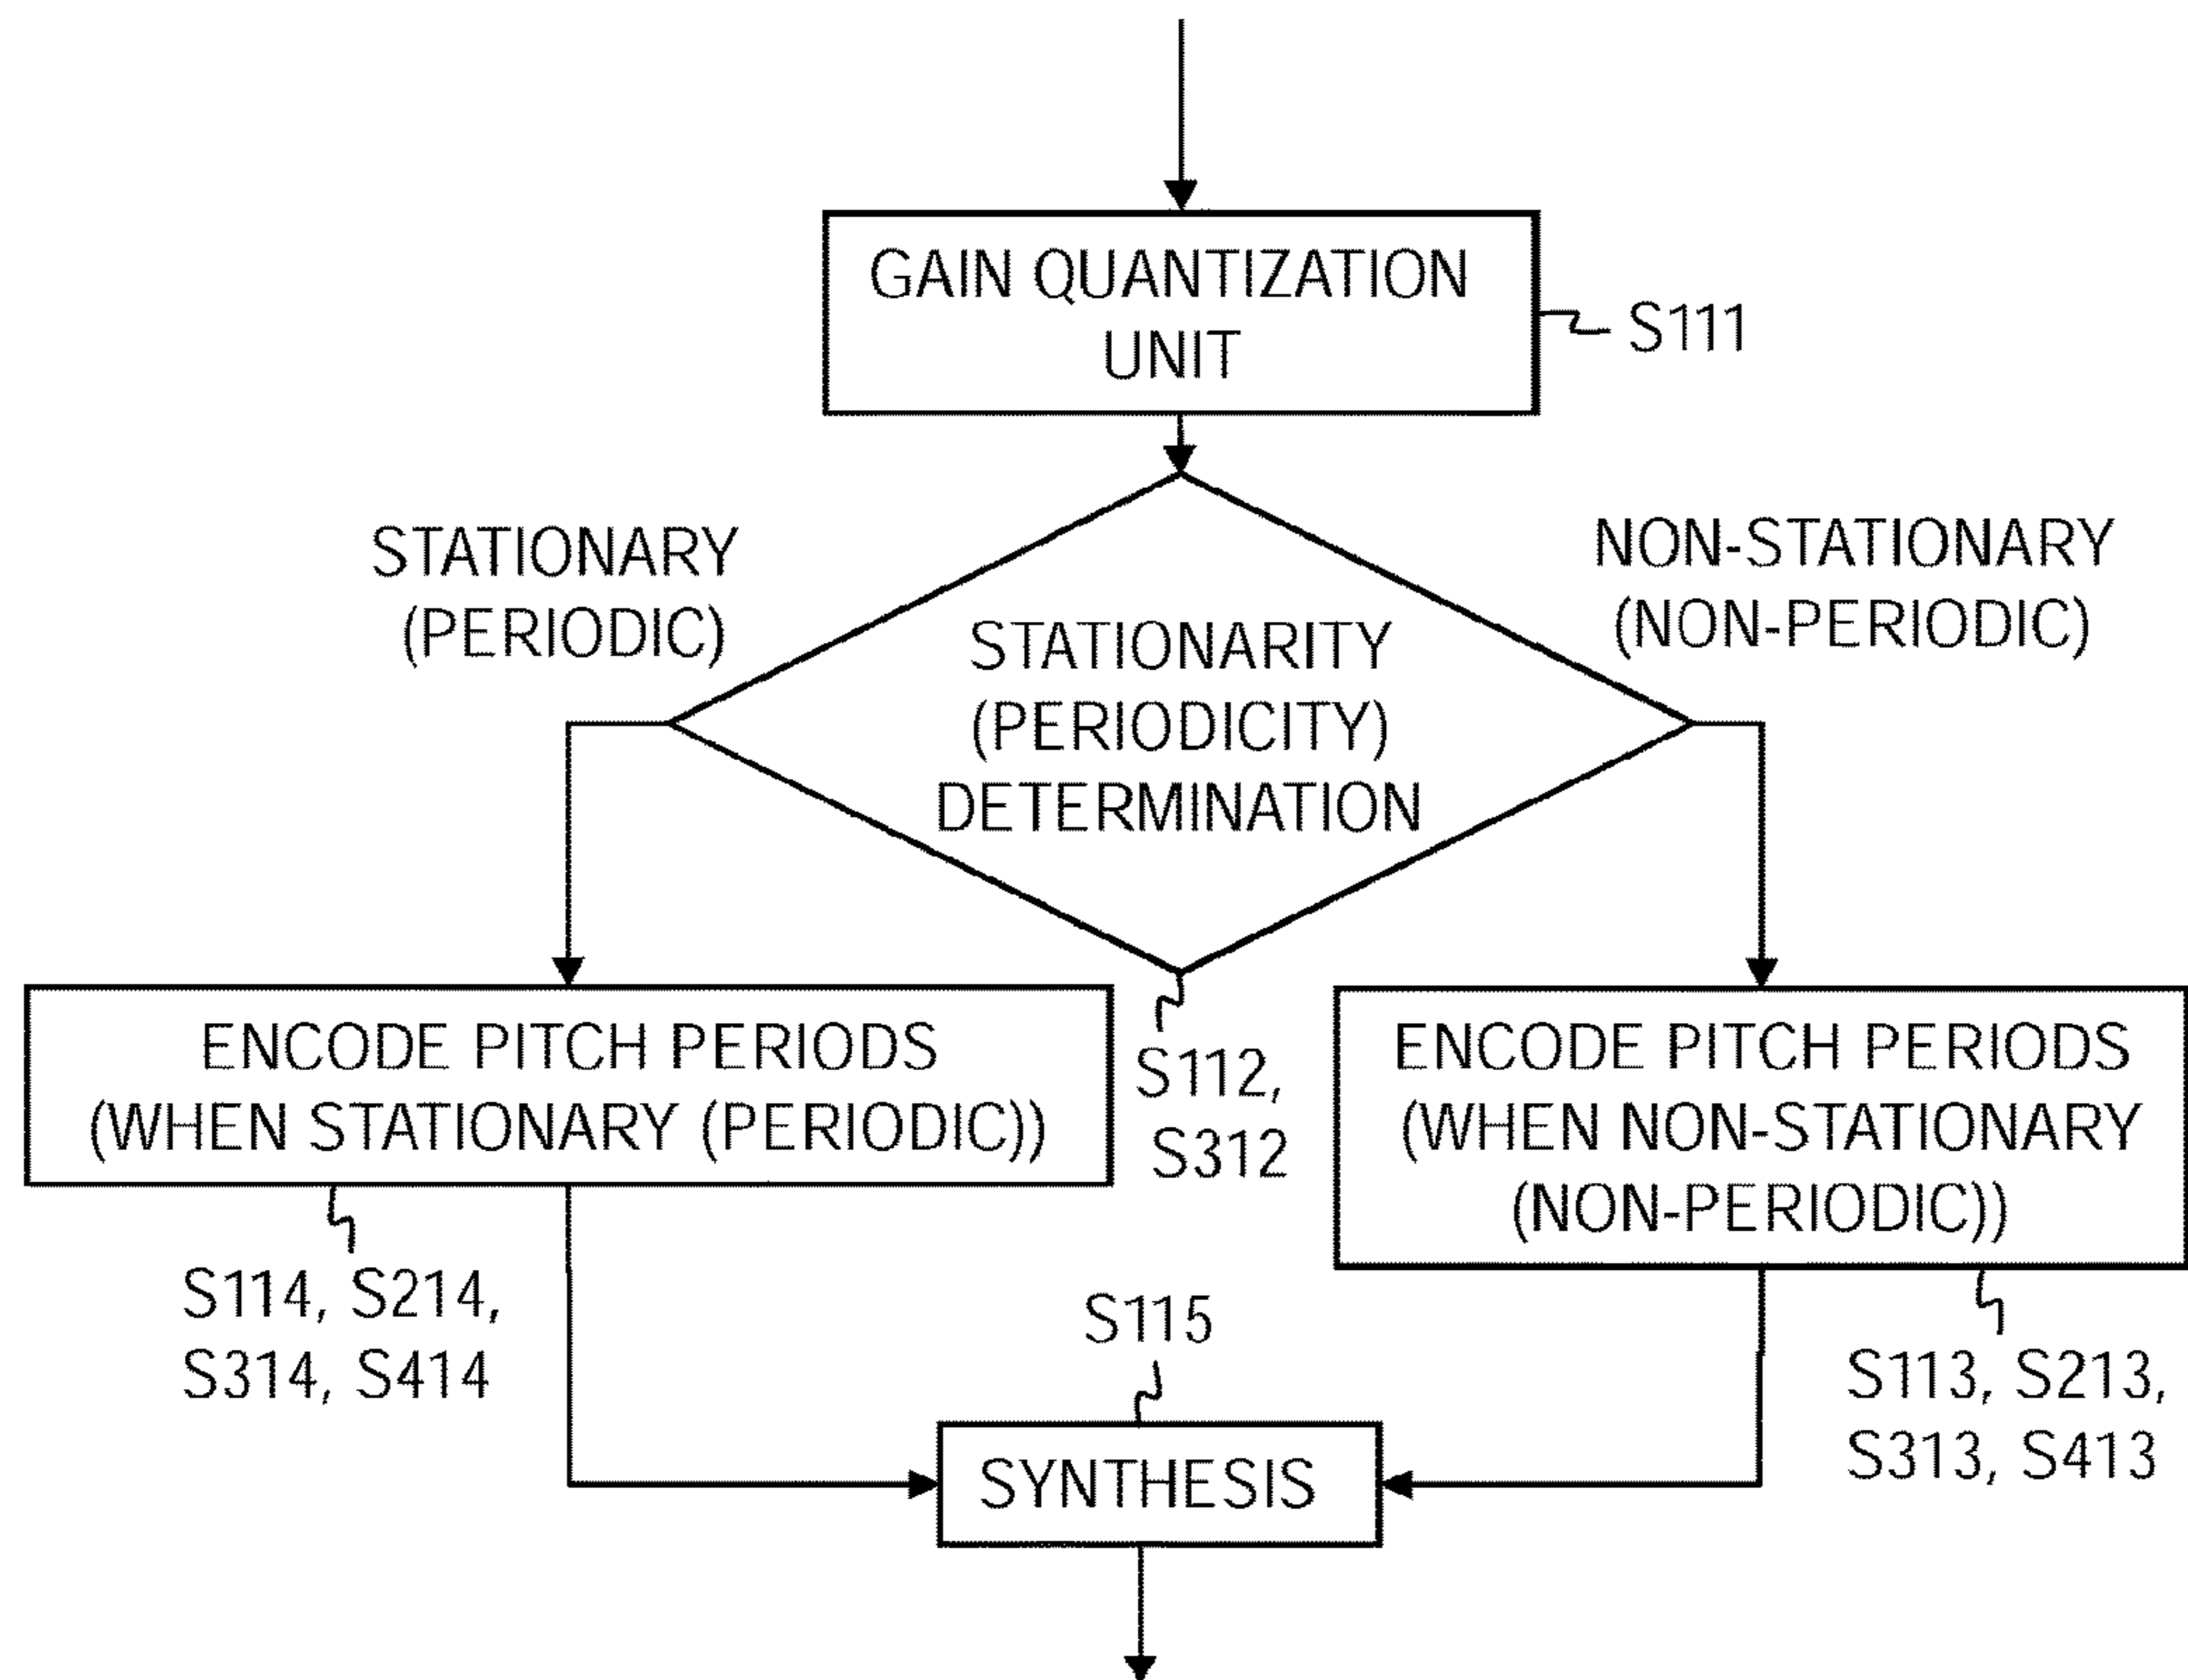 GAIN QUANTIZATION
UNIT
S111
STATIONARY
(PERIODIC)
NON-STATIONARY
(NON-PERIODIC)
STATIONARITY
(PERIODICITY)
DETERMINATION
S112,
S312
ENCODE PITCH PERIODS
(WHEN STATIONARY (PERIODIC))
S114, S214,
S314, S414
ENCODE PITCH PERIODS
(WHEN NON-STATIONARY
(NON-PERIODIC))
S113, S213,
S313, S413
S115
SYNTHESIS